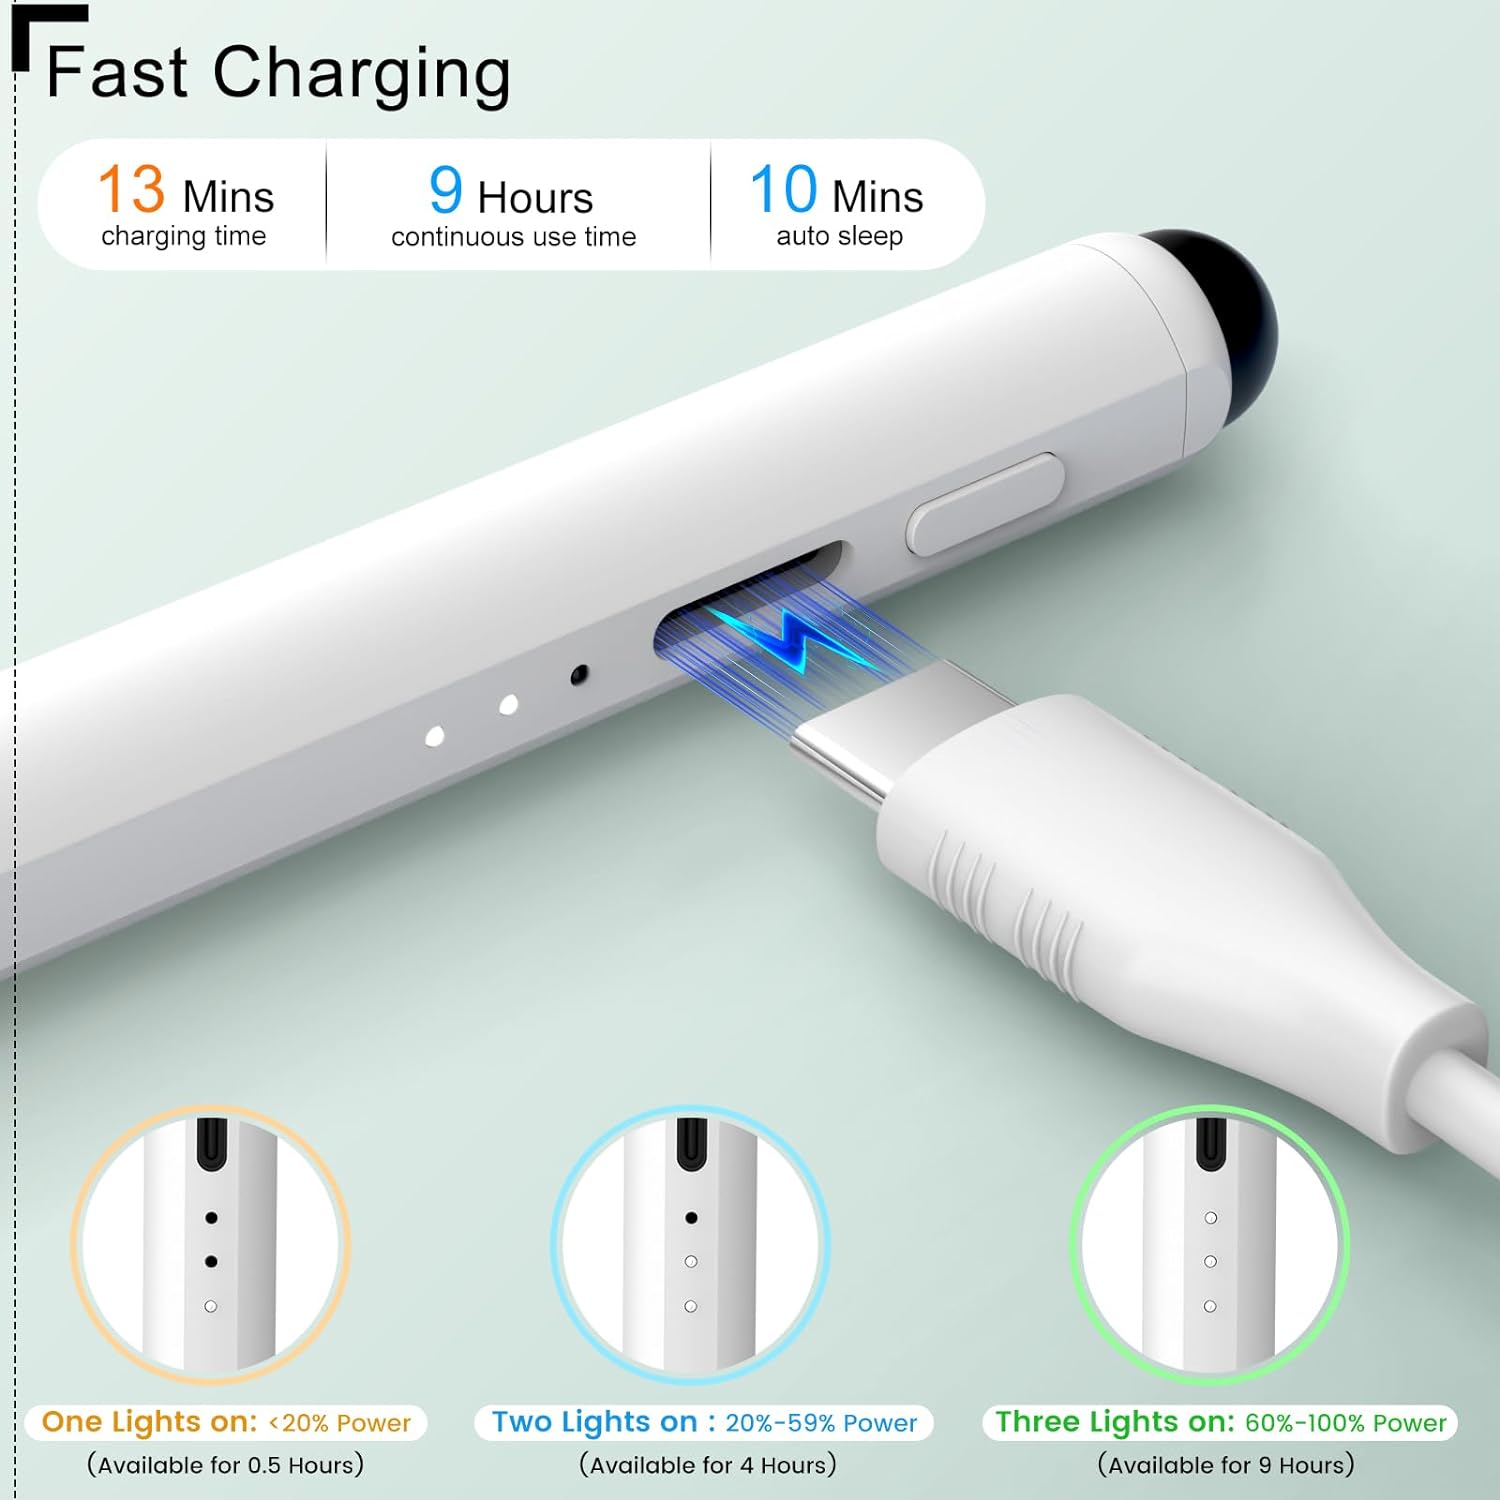 Fast Charging
13 Mins
charging time
9 Hours
continuous use time
10 Mins
auto sleep
One Lights on: <20% Power
(Available for 0.5 Hours)
Two Lights on : 20%-59% Power
(Available for 4 Hours)
Three Lights on: 60%-100% Power
(Available for 9 Hours)